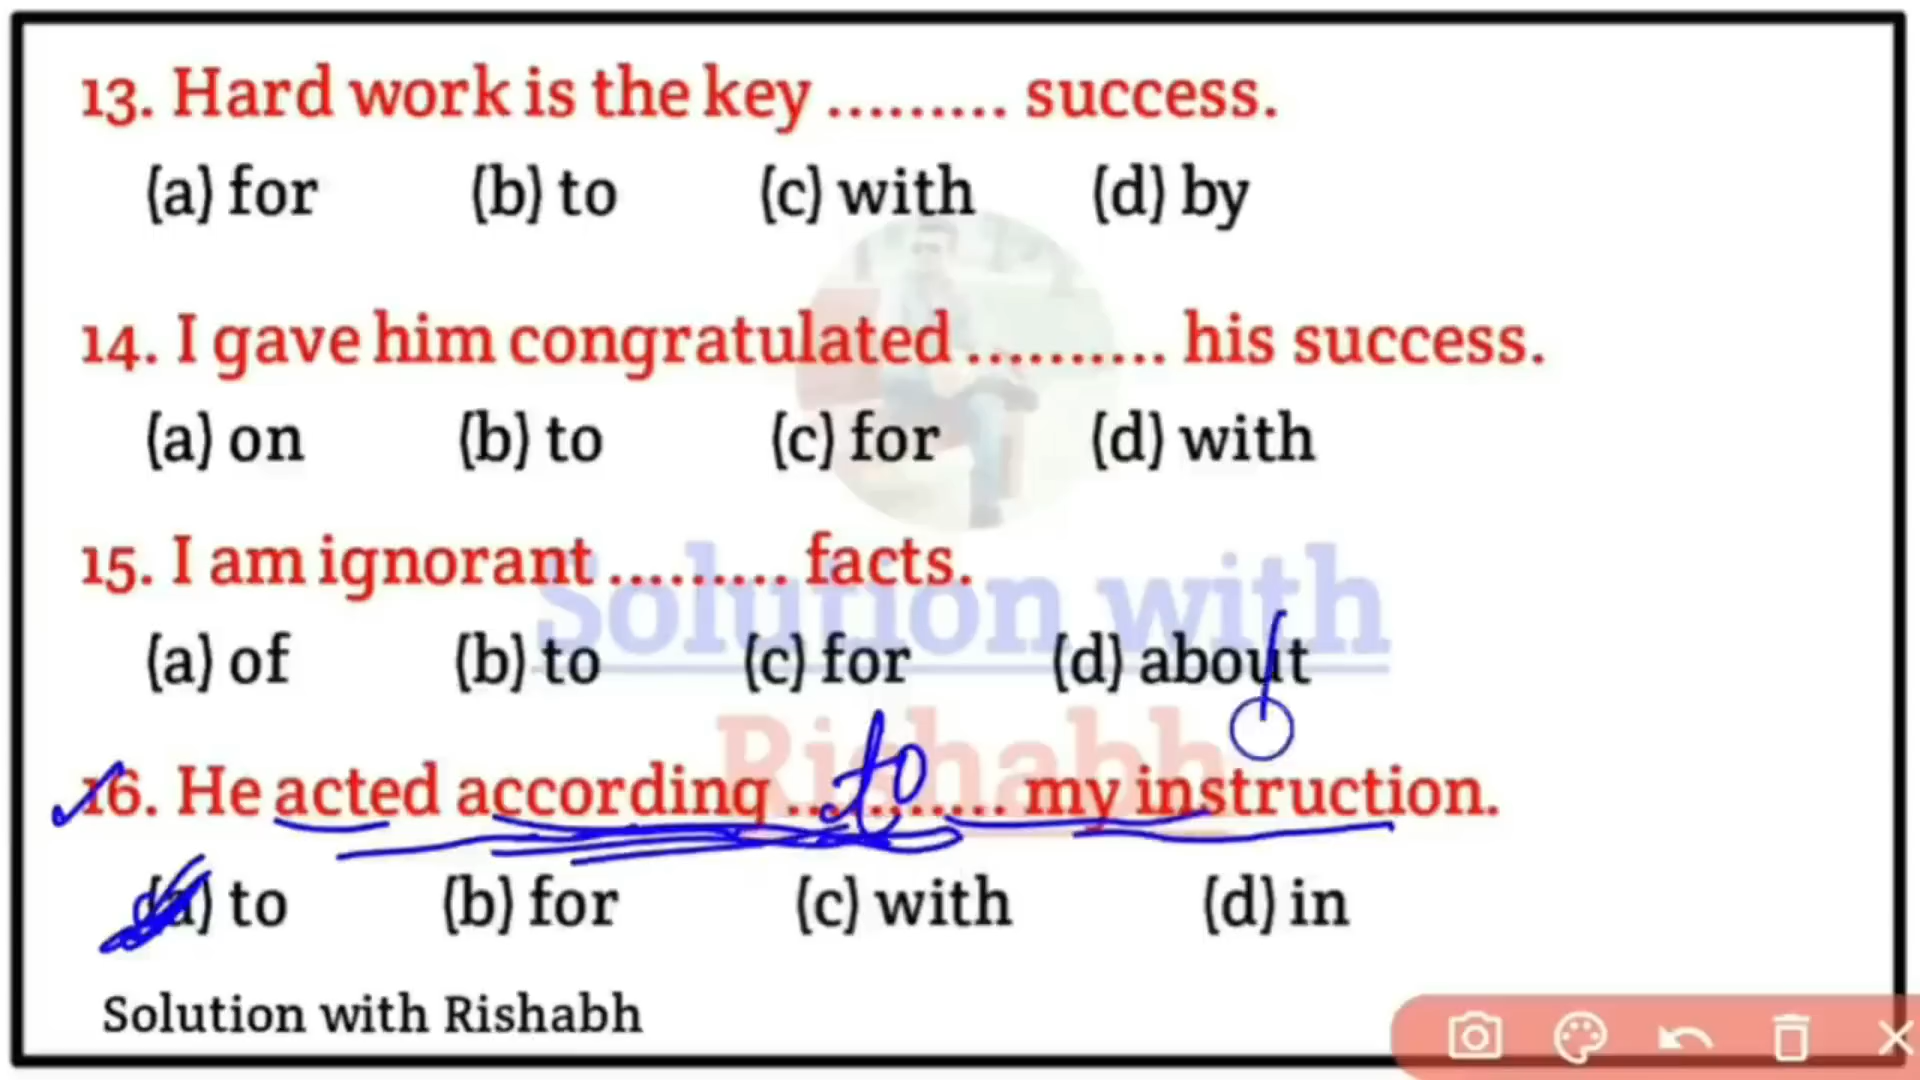 13. Hard work is the key ......... success.
(a) for (b) to (c) with (d) by
14. I gave him congratulated .......... his success.
(a) on (b) to (c) for (d) with
15. I am ignorant ......... facts.
Solution with
(a) of (b) to (c) for (d) about
Rishabh
to
16. He acted according ........... my instruction.
(a) to (b) for (c) with (d) in
Solution with Rishabh